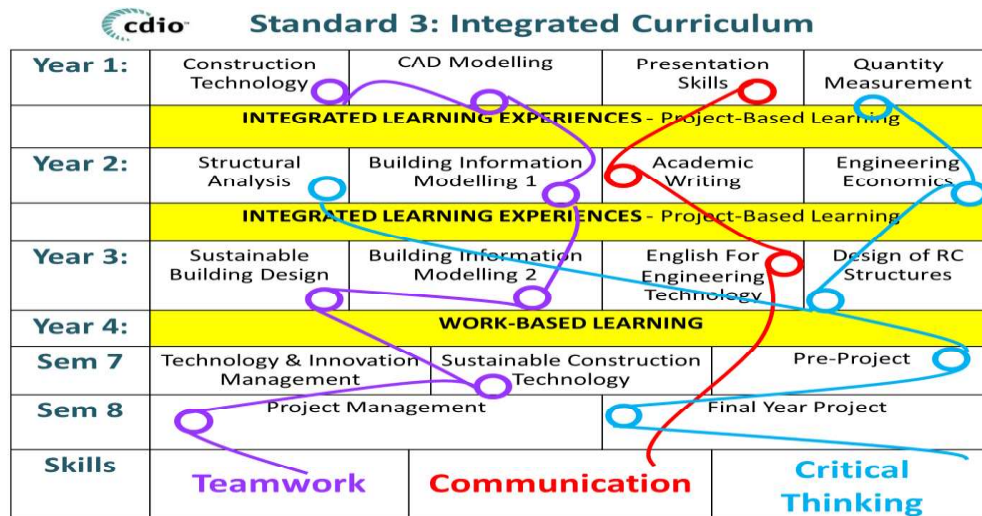 cdio™ Standard 3: Integrated Curriculum
Year 1:
Construction
Technology
CAD Modelling
Presentation
Skills
Quantity
Measurement
INTEGRATED LEARNING EXPERIENCES - Project-Based Learning
Year 2:
Structural
Analysis
Building Information
Modelling 1
Academic
Writing
Engineering
Economics
INTEGRATED LEARNING EXPERIENCES - Project-Based Learning
Year 3:
Sustainable
Building Design
Building Information
Modelling 2
English For
Engineering
Technology
Design of RC
Structures
Year 4:
WORK-BASED LEARNING
Sem 7
Technology & Innovation
Management
Sustainable Construction
Technology
Pre-Project
Sem 8
Project Management
Final Year Project
Skills
Teamwork
Communication
Critical
Thinking